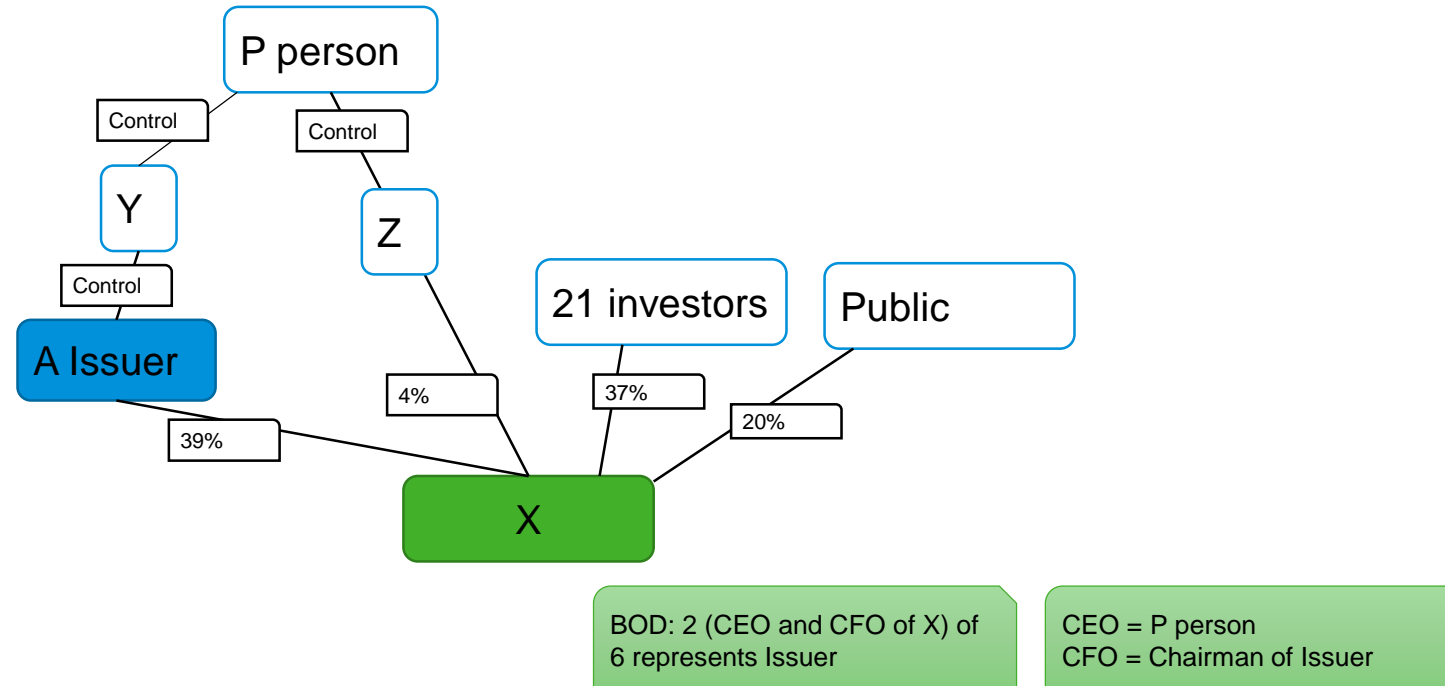 P person
Control
Control
Y
Z
Control
21 investors
Public
A Issuer
4%
37%
20%
39%
X
BOD: 2 (CEO and CFO of X) of
6 represents Issuer
CEO = P person
CFO = Chairman of Issuer